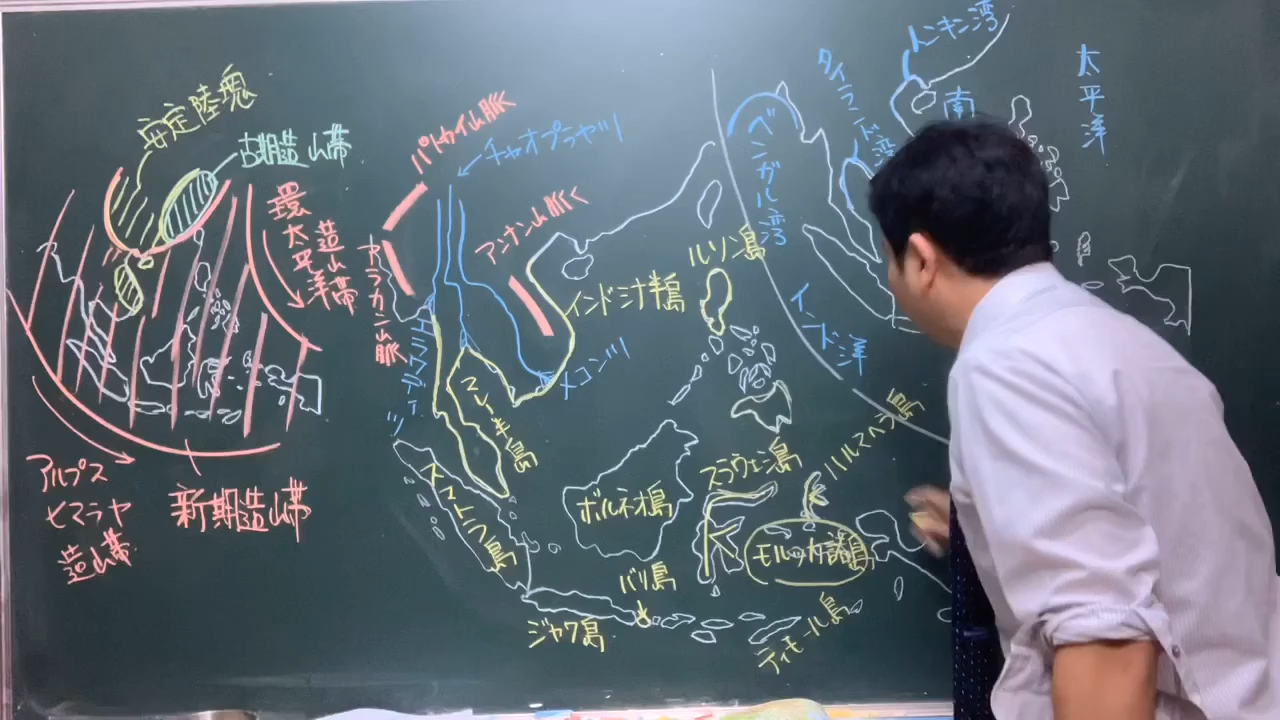 安定陸塊
古期造山帯
環太平洋
造山帯
アルプス
ヒマラヤ
造山帯
新期造山帯
パトカイ山脈
チャオプラヤ川
アンナン山脈
アラカン山脈
インドシナ半島
メコン川
マレー半島
スマトラ島
ボルネオ島
ジャワ島
バリ島
ルソン島
スラウェシ島
ハルマヘラ島
モルッカ諸島
ティモール島
ベンガル湾
インド洋
タイランド湾
トンキン湾
南
太平洋